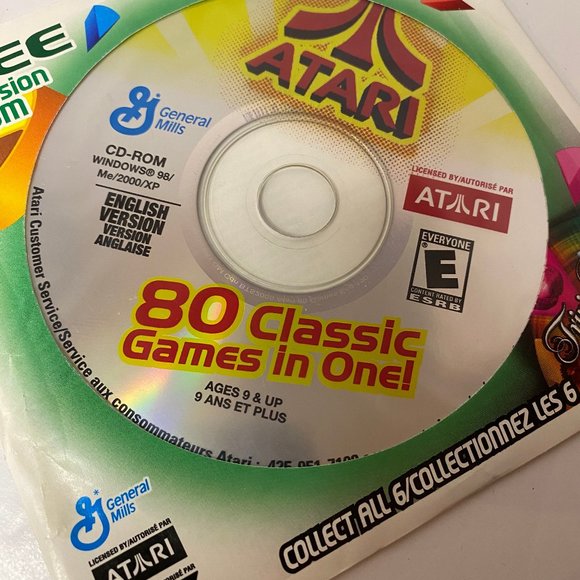 ATARI
General
Mills
CD-ROM
WINDOWS® 98/
Me/2000/XP
ENGLISH
VERSION
VERSION
ANGLAISE
LICENSED BY/AUTORISÉ PAR
ATARI
EVERYONE
E
CONTENT RATED BY
ESRB
80 Classic
Games in One!
AGES 9 & UP
9 ANS ET PLUS
Atari Customer Service/Service aux consommateurs Atari :
COLLECT ALL 6/COLLECTIONNEZ LES 6
General
Mills
LICENSED BY/AUTORISÉ PAR
ATARI